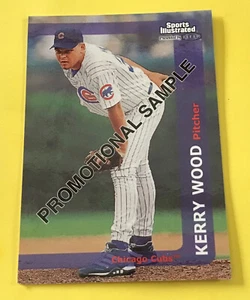 Sports Illustrated
PROMOTIONAL SAMPLE
KERRY WOOD Pitcher
Chicago Cubs